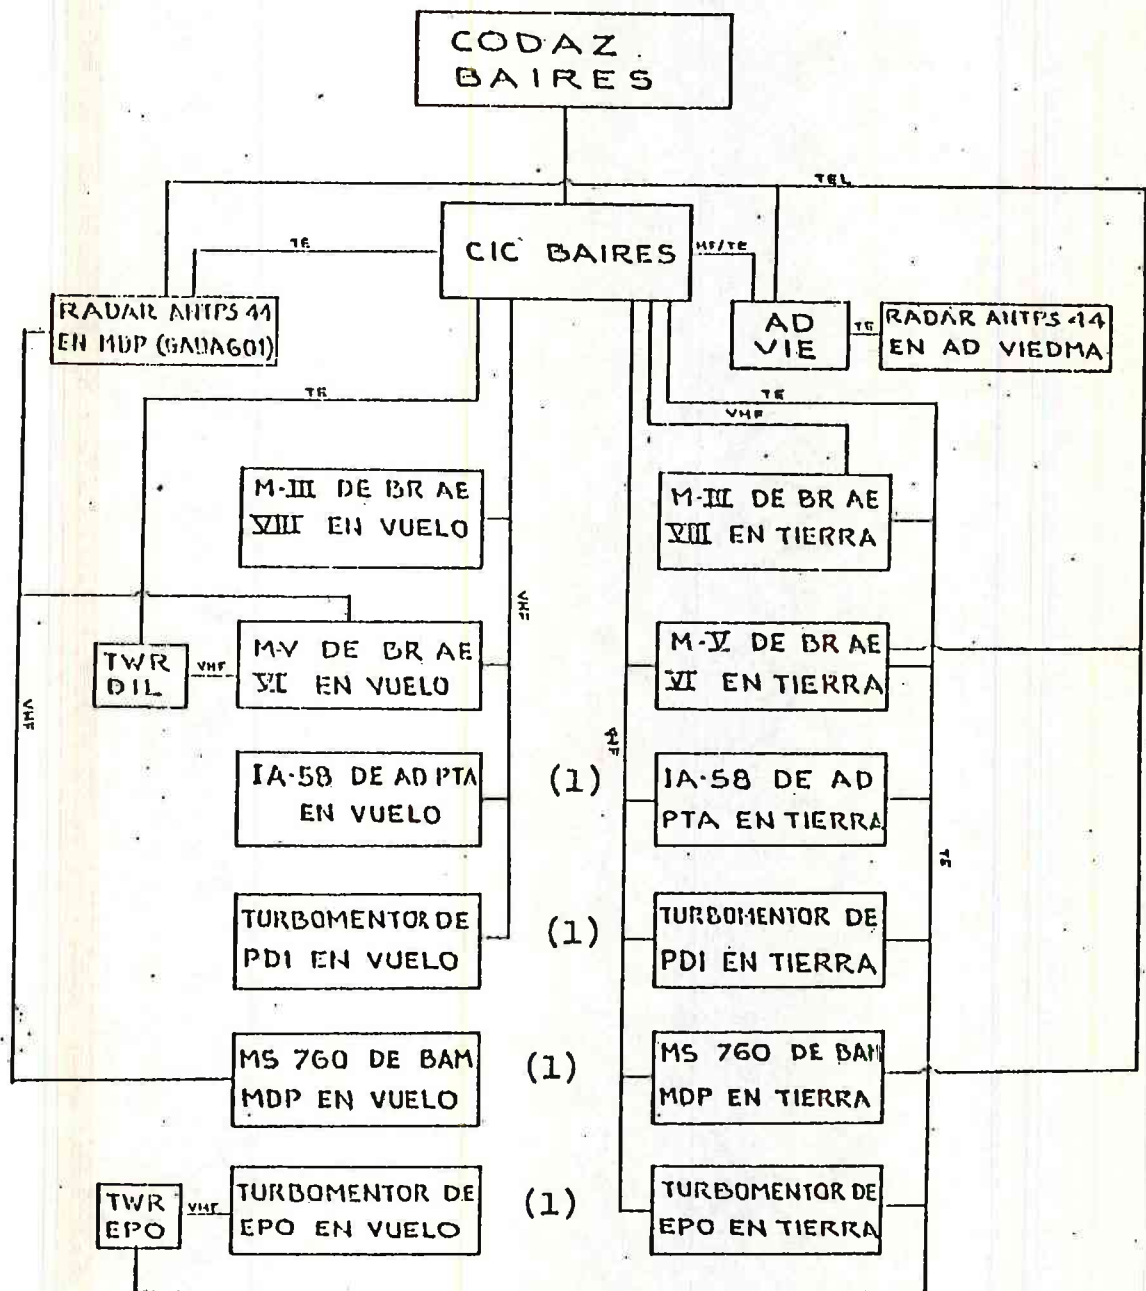 CODAZ
BAIRES
TEL
CIC BAIRES
TE
HF/TE
RADAR ANTPS 44
EN MDP (GADA601)
AD
VIE
TE
RADAR ANTPS 44
EN AD VIEDMA
TE
TE
VHF
M-III DE BR AE
VIII EN VUELO
M-III DE BR AE
VIII EN TIERRA
VHF
TWR
DIL
VHF
M-V DE BR AE
VI EN VUELO
M-V DE BR AE
VI EN TIERRA
VHF
IA-58 DE AD PTA
EN VUELO
(1)
IA-58 DE AD
PTA EN TIERRA
TE
TURBOMENTOR DE
PDI EN VUELO
(1)
TURBOMENTOR DE
PDI EN TIERRA
MS 760 DE BAM
MDP EN VUELO
(1)
MS 760 DE BAM
MDP EN TIERRA
TWR
EPO
VHF
TURBOMENTOR DE
EPO EN VUELO
(1)
TURBOMENTOR DE
EPO EN TIERRA